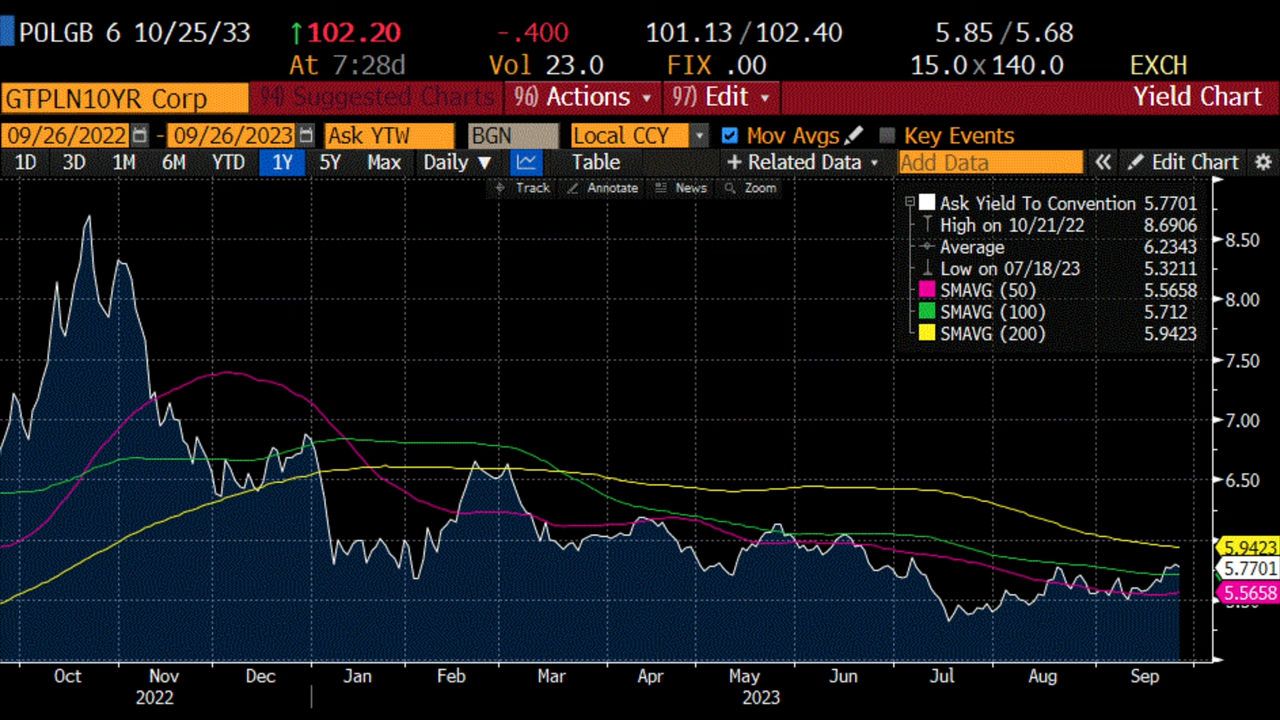 POLGB 6 10/25/33 ↑102.20 -.400 101.13/102.40 5.85/5.68
At 7:28d Vol 23.0 FIX .00 15.0x140.0 EXCH
GTPLN10YR Corp 94) Suggested Charts 96) Actions 97) Edit Yield Chart
09/26/2022 - 09/26/2023 Ask YTW BGN Local CCY Mov Avgs Key Events
1D 3D 1M 6M YTD 1Y 5Y Max Daily ▼ Table + Related Data Add Data « Edit Chart
Track Annotate News Zoom
Ask Yield To Convention 5.7701
High on 10/21/22 8.6906
Average 6.2343
Low on 07/18/23 5.3211
SMAVG (50) 5.5658
SMAVG (100) 5.712
SMAVG (200) 5.9423
8.50
8.00
7.50
7.00
6.50
5.9423
5.7701
5.5658
Oct Nov Dec Jan Feb Mar Apr May Jun Jul Aug Sep
2022 2023